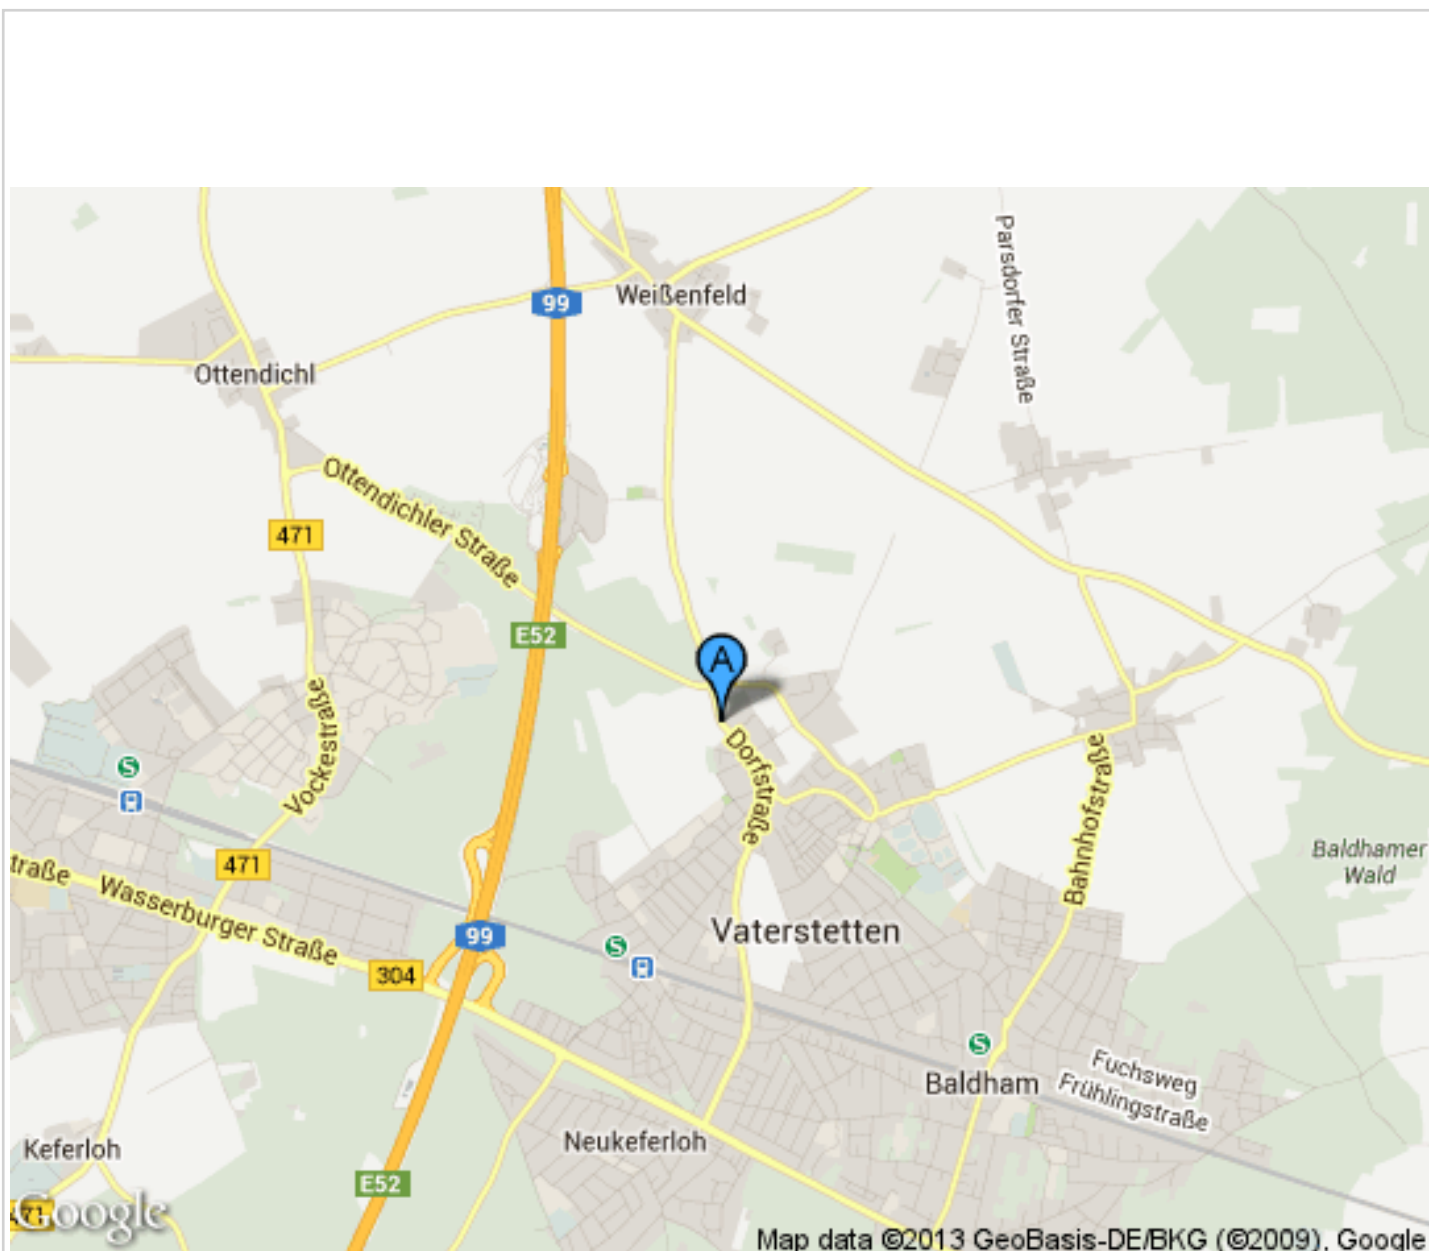 Parsdorfer Straße
99
Weißenfeld
Ottendichl
Ottendichler Straße
471
E52
A
Vockestraße
Dorfstraße
Bahnhofstraße
S
471
traße
Wasserburger Straße
Baldhamer
Wald
99
S
Vaterstetten
304
S
Baldham
Fuchsweg
Frühlingstraße
Keferloh
Neukeferloh
E52
471
Google
Map data ©2013 GeoBasis-DE/BKG (©2009), Google